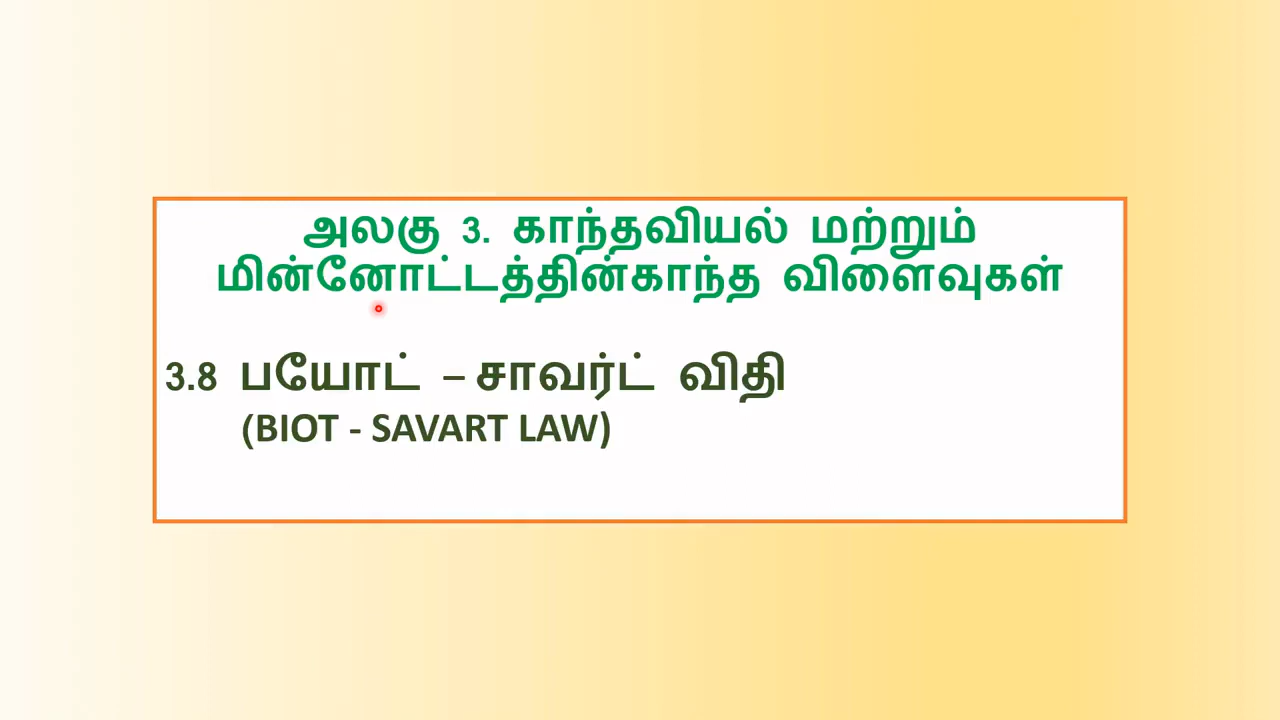 அலகு 3. காந்தவியல் மற்றும்
மின்னோட்டத்தின்காந்த விளைவுகள்
3.8 பயோட் – சாவர்ட் விதி
(BIOT - SAVART LAW)